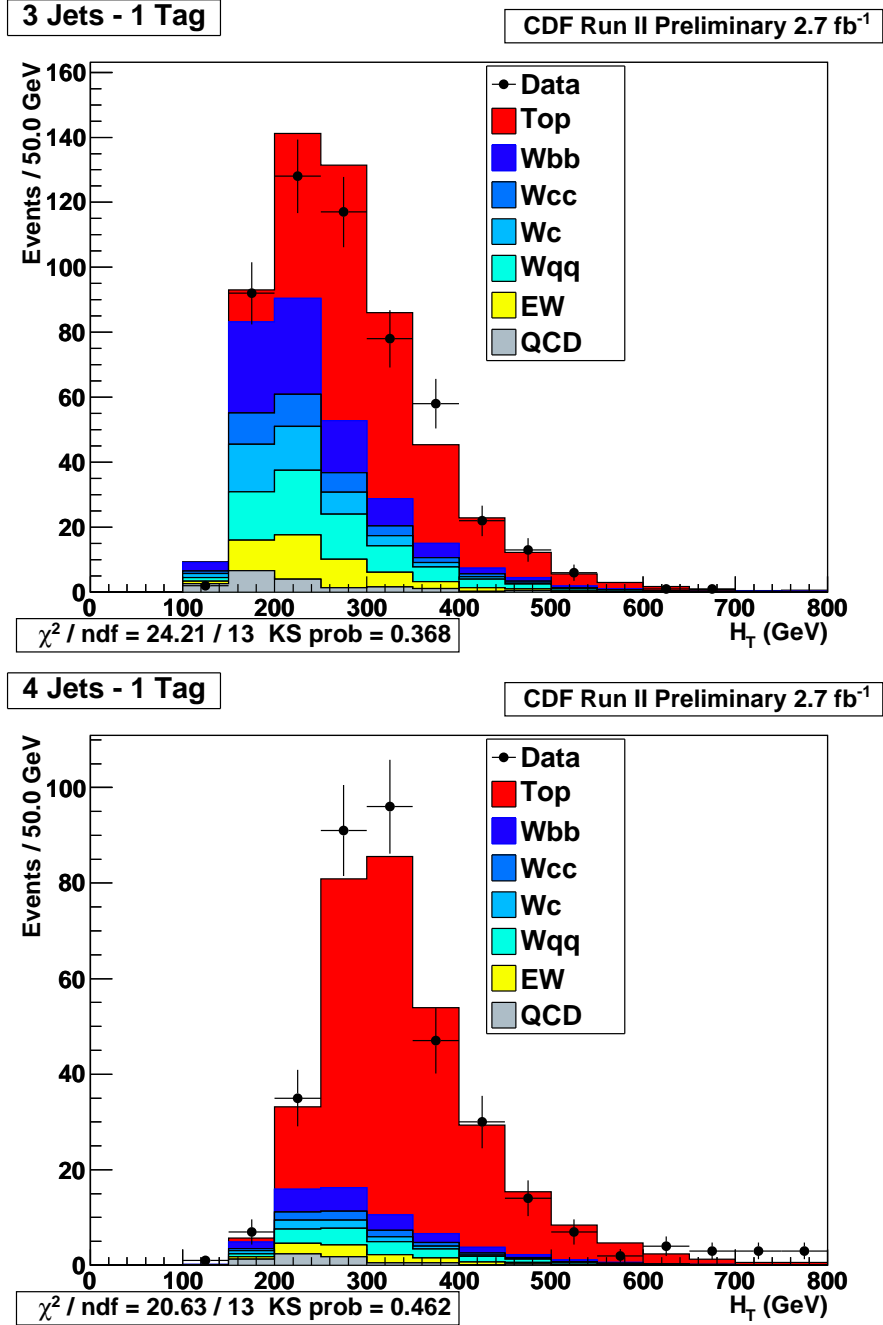 3 Jets - 1 Tag
CDF Run II Preliminary 2.7 fb⁻¹
Events / 50.0 GeV
160
140
120
100
80
60
40
20
0
Data
Top
Wbb
Wcc
Wc
Wqq
EW
QCD
0 100 200 300 400 500 600 700 800
H_T (GeV)
χ² / ndf = 24.21 / 13 KS prob = 0.368
4 Jets - 1 Tag
CDF Run II Preliminary 2.7 fb⁻¹
Events / 50.0 GeV
100
80
60
40
20
0
Data
Top
Wbb
Wcc
Wc
Wqq
EW
QCD
0 100 200 300 400 500 600 700 800
H_T (GeV)
χ² / ndf = 20.63 / 13 KS prob = 0.462